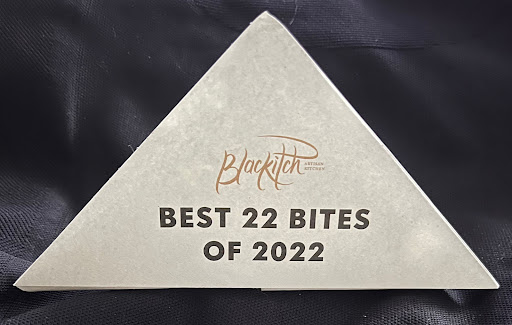 Blackitch
ARTISAN
KITCHEN
BEST 22 BITES
OF 2022